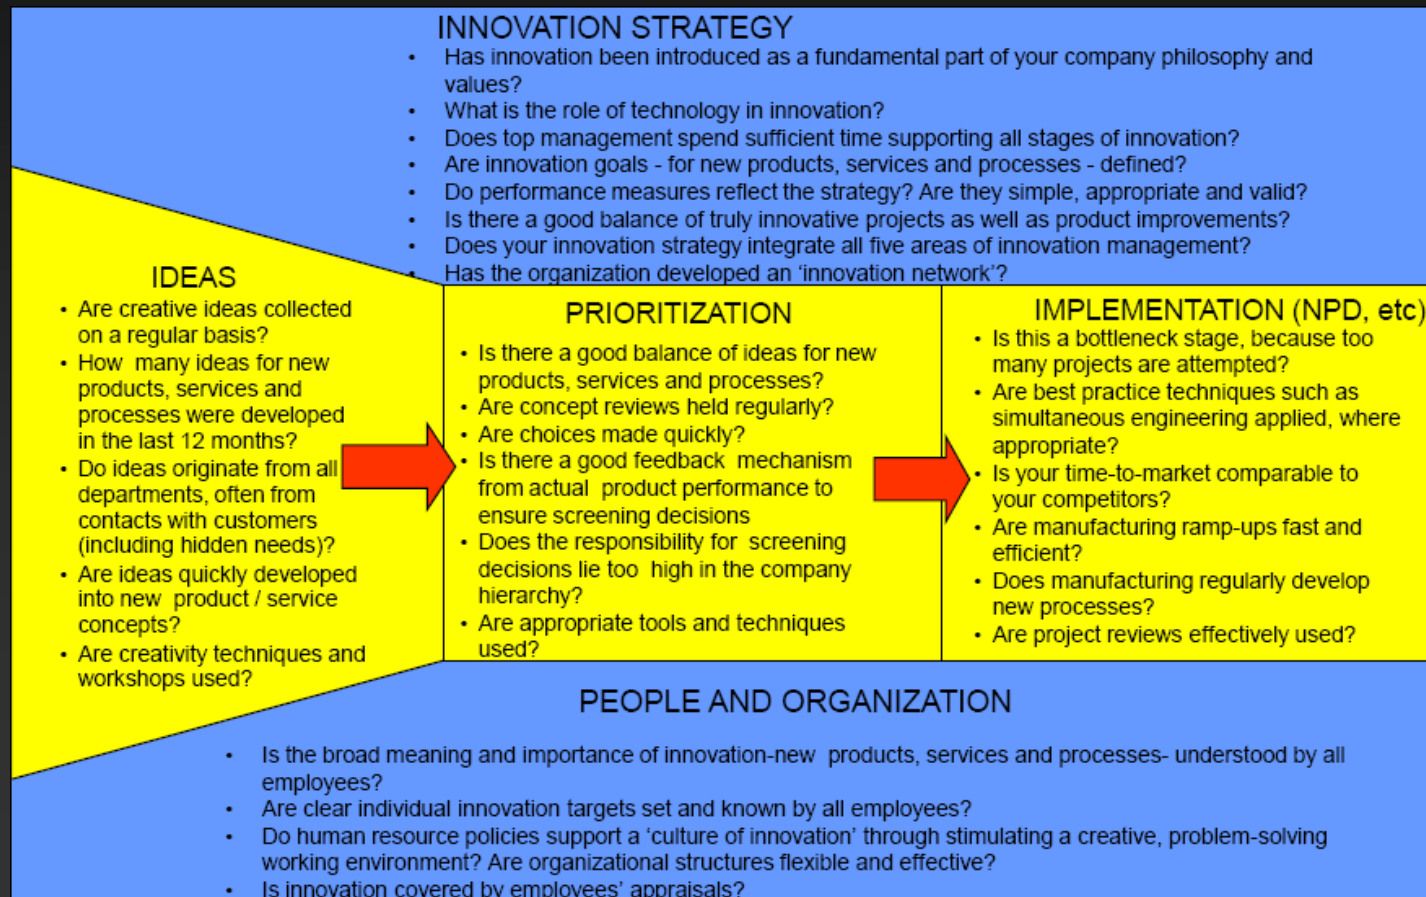 INNOVATION STRATEGY
• Has innovation been introduced as a fundamental part of your company philosophy and
values?
• What is the role of technology in innovation?
• Does top management spend sufficient time supporting all stages of innovation?
• Are innovation goals - for new products, services and processes - defined?
• Do performance measures reflect the strategy? Are they simple, appropriate and valid?
• Is there a good balance of truly innovative projects as well as product improvements?
• Does your innovation strategy integrate all five areas of innovation management?
• Has the organization developed an ‘innovation network’?
IDEAS
• Are creative ideas collected
on a regular basis?
• How many ideas for new
products, services and
processes were developed
in the last 12 months?
• Do ideas originate from all
departments, often from
contacts with customers
(including hidden needs)?
• Are ideas quickly developed
into new product / service
concepts?
• Are creativity techniques and
workshops used?
PRIORITIZATION
• Is there a good balance of ideas for new
products, services and processes?
• Are concept reviews held regularly?
• Are choices made quickly?
• Is there a good feedback mechanism
from actual product performance to
ensure screening decisions
• Does the responsibility for screening
decisions lie too high in the company
hierarchy?
• Are appropriate tools and techniques
used?
IMPLEMENTATION (NPD, etc)
• Is this a bottleneck stage, because too
many projects are attempted?
• Are best practice techniques such as
simultaneous engineering applied, where
appropriate?
• Is your time-to-market comparable to
your competitors?
• Are manufacturing ramp-ups fast and
efficient?
• Does manufacturing regularly develop
new processes?
• Are project reviews effectively used?
PEOPLE AND ORGANIZATION
• Is the broad meaning and importance of innovation-new products, services and processes- understood by all
employees?
• Are clear individual innovation targets set and known by all employees?
• Do human resource policies support a ‘culture of innovation’ through stimulating a creative, problem-solving
working environment? Are organizational structures flexible and effective?
• Is innovation covered by employees’ appraisals?